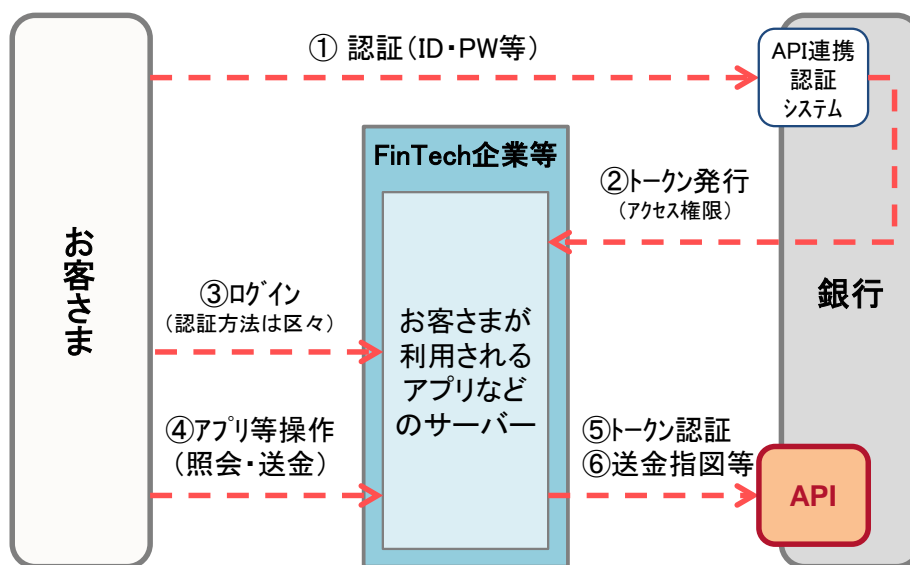 ① 認証(ID・PW等)
API連携
認証
システム
FinTech企業等
②トークン発行
(アクセス権限)
お客さま
銀行
③ログイン
(認証方法は区々)
お客さまが
利用される
アプリなど
のサーバー
④アプリ等操作
(照会・送金)
⑤トークン認証
⑥送金指図等
API